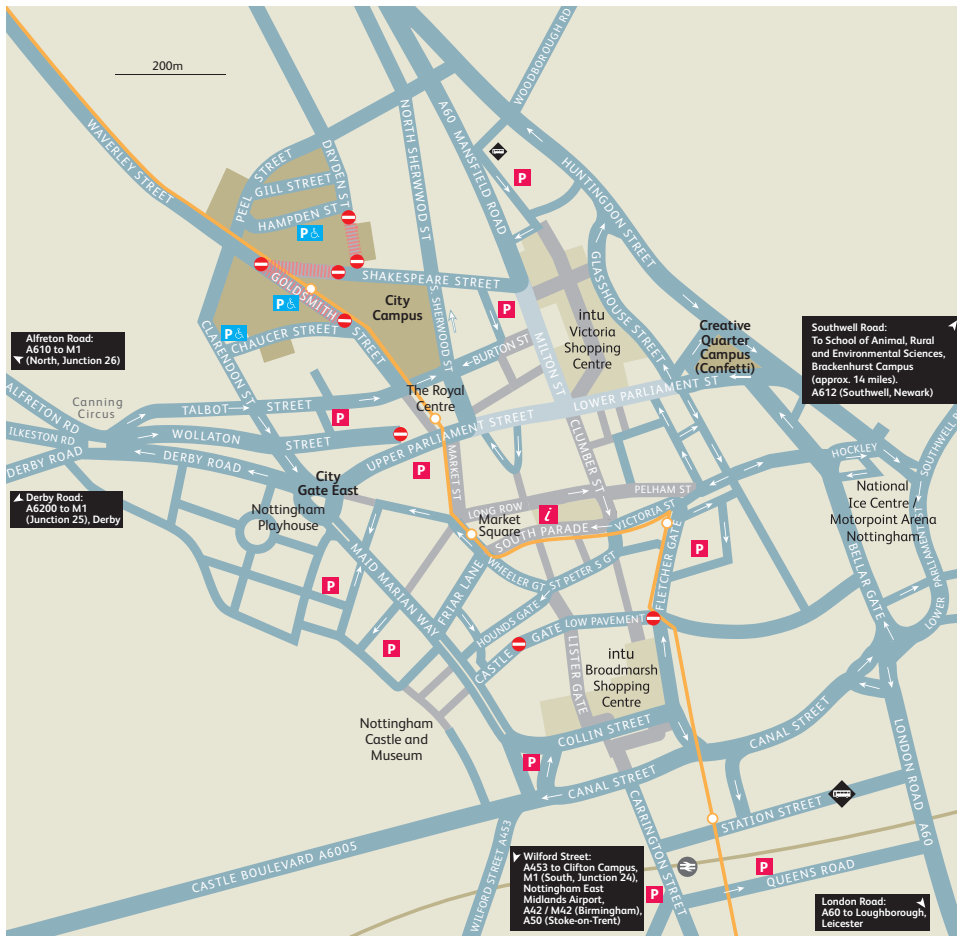 200m
WOODBOROUGH RD
WAVERLEY STREET
PEEL STREET
GILL STREET
HAMPDEN ST
DRYDEN ST
NORTH SHERWWOD ST
A60 MANSFIELD ROAD
HUNTINGDON STREET
P
P
GLASSHOUSE STREET
SHAKESPEARE STREET
GOLDSMITH STREET
City
Campus
P
P
P
S. SHERWOOD ST
MILTON ST
intu
Victoria
Shopping
Centre
Creative
Quarter
Campus
(Confetti)
Southwell Road:
To School of Animal, Rural
and Environmental Sciences,
Brackenhurst Campus
(approx. 14 miles).
A612 (Southwell, Newark)
Alfreton Road:
A610 to M1
(North, Junction 26)
CLARENDON ST
CHAUCER STREET
BURTON ST
Canning
Circus
ALFRETON RD
TALBOT STREET
P
The Royal
Centre
LOWER PARLIAMENT ST
UPPER PARLIAMENT STREET
ILKESTON RD
WOLLATON STREET
DERBY ROAD
DERBY ROAD
CLUMBER ST
HOCKLEY
SOUTHWELL R
City
Gate East
P
MARKET ST
PELHAM ST
LONG ROW
Derby Road:
A6200 to M1
(Junction 25), Derby
Nottingham
Playhouse
Market
Square
i
SOUTH PARADE
VICTORIA ST
National
Ice Centre /
Motorpoint Arena
Nottingham
P
FLETCHER GATE
WHEELER GT
ST PETER S GT
MAID MARIAN WAY
FRIAR LANE
HOUNDS GATE
P
BELLAR GATE
LOWER PARLIAMENT
CASTLE GATE
LOW PAVEMENT
P
LISTER GATE
intu
Broadmarsh
Shopping
Centre
Nottingham
Castle and
Museum
COLLIN STREET
P
CANAL STREET
CANAL STREET
LONDON ROAD A60
CARRINGTON STREET
STATION STREET
CASTLE BOULEVARD A6005
WILFORD STREET A453
Wilford Street:
A453 to Clifton Campus,
M1 (South, Junction 24),
Nottingham East
Midlands Airport,
A42 / M42 (Birmingham),
A50 (Stoke-on-Trent)
P
P
QUEENS ROAD
London Road:
A60 to Loughborough,
Leicester